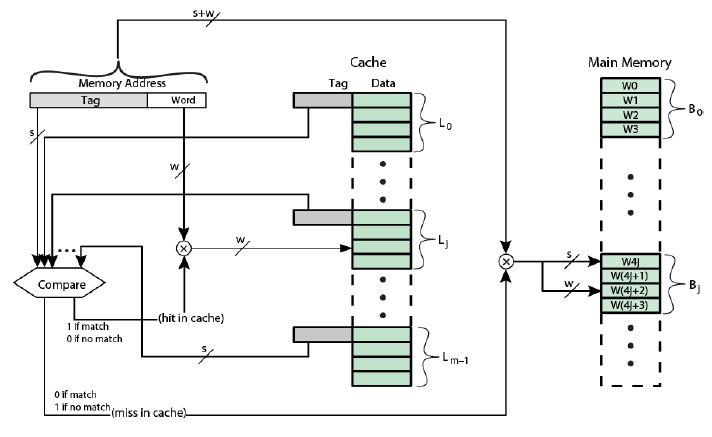 s+w
Cache
Main Memory
Memory Address
Tag
Word
Tag
Data
W0
W1
W2
W3
B0
L0
s
w
w
Lj
s
w
W4j
W(4j+1)
W(4j+2)
W(4j+3)
Bj
Compare
1 if match
0 if no match
(hit in cache)
s
Lm–1
0 if match
1 if no match
(miss in cache)